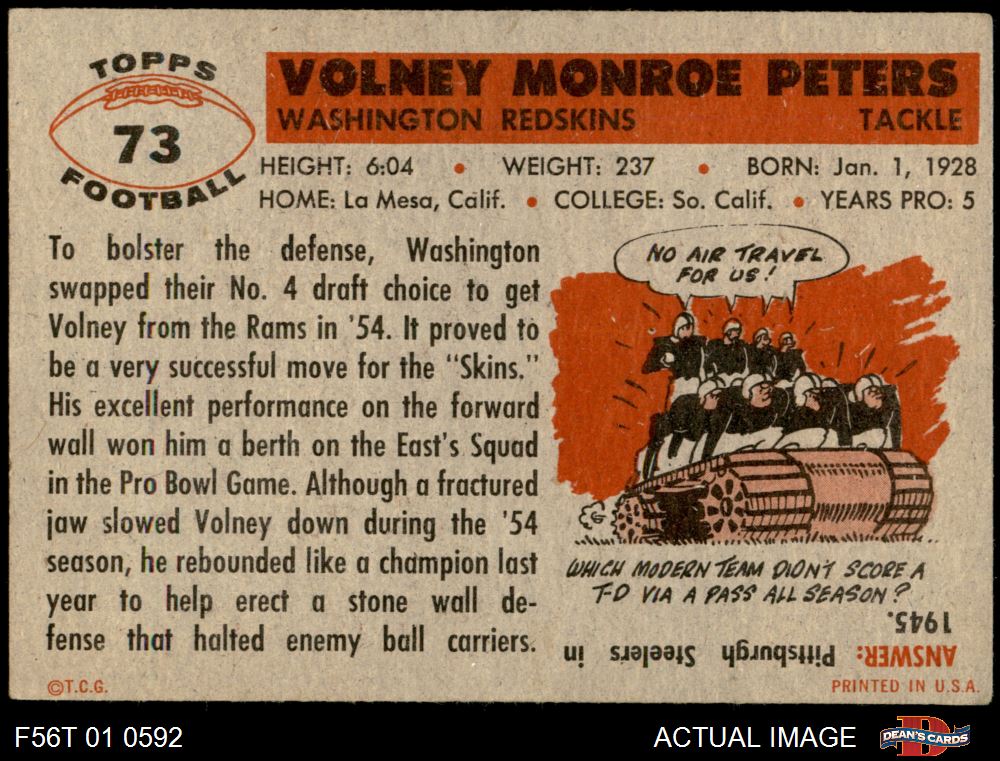 TOPPS
73
FOOTBALL
VOLNEY MONROE PETERS
WASHINGTON REDSKINS TACKLE
HEIGHT: 6:04 • WEIGHT: 237 • BORN: Jan. 1, 1928
HOME: La Mesa, Calif. • COLLEGE: So. Calif. • YEARS PRO: 5
To bolster the defense, Washington
swapped their No. 4 draft choice to get
Volney from the Rams in '54. It proved to
be a very successful move for the "Skins."
His excellent performance on the forward
wall won him a berth on the East's Squad
in the Pro Bowl Game. Although a fractured
jaw slowed Volney down during the '54
season, he rebounded like a champion last
year to help erect a stone wall de-
fense that halted enemy ball carriers.
NO AIR TRAVEL
FOR US!
WHICH MODERN TEAM DIDN'T SCORE A
T-D VIA A PASS ALL SEASON?
ANSWER: Pittsburgh Steelers in
1945.
©T.C.G.
PRINTED IN U.S.A.
F56T 01 0592
ACTUAL IMAGE
D
DEAN'S CARDS